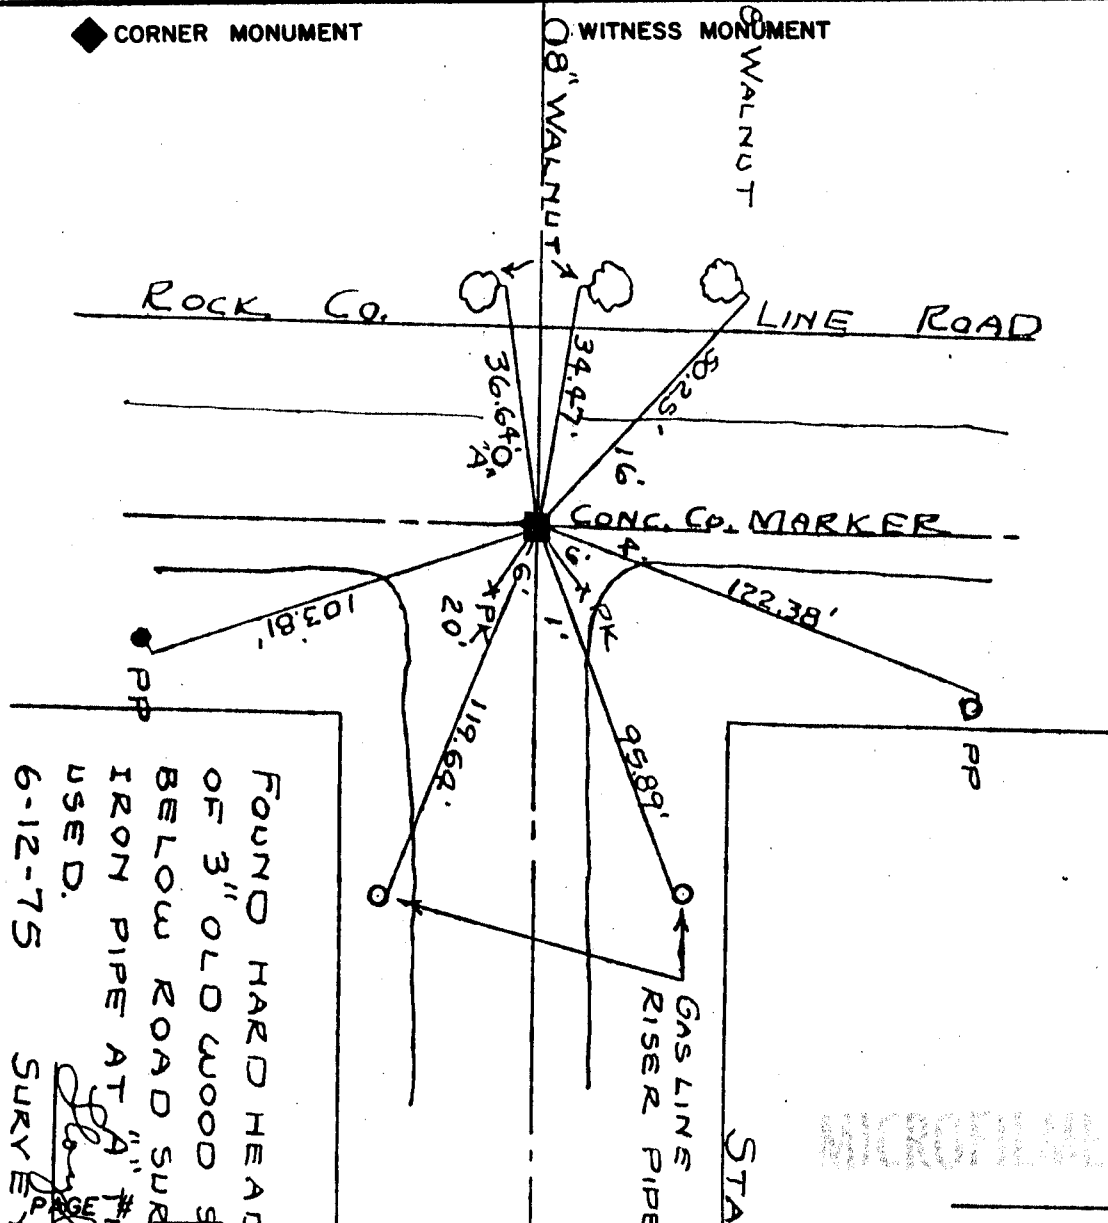 CORNER MONUMENT
WITNESS MONUMENT
8" WALNUT
WALNUT
ROCK CO.
LINE ROAD
36.64'
34.47'
"A"
16'
CONC. CO. MARKER
4'
6'
1'
PK
PK
20'
103.81'
122.38'
PP
PP
119.64'
95.89'
GAS LINE
RISER PIPE
FOUND HARD HEAD
OF 3" OLD WOOD
BELOW ROAD SUR
IRON PIPE AT "A"
USED.
6-12-75
SURVEY
STA
PAGE #
MICROFILME